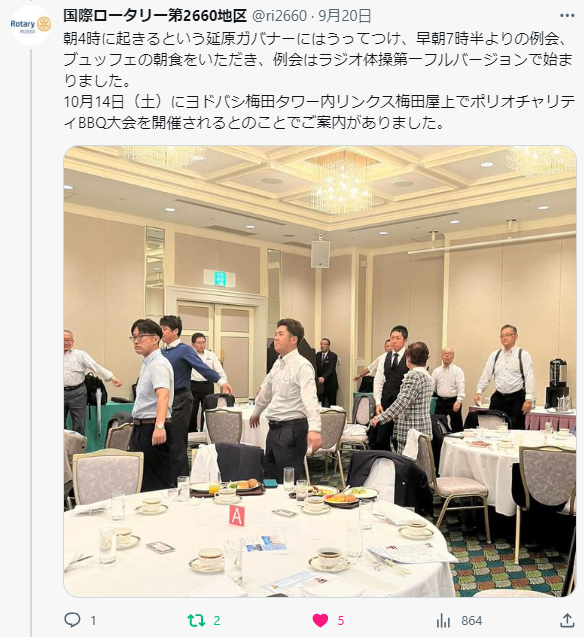 国際ロータリー第2660地区 @ri2660 · 9月20日
朝4時に起きるという延原ガバナーにはうってつけ、早朝7時半よりの例会、
ブュッフェの朝食をいただき、例会はラジオ体操第一フルバージョンで始ま
りました。
10月14日（土）にヨドバシ梅田タワー内リンクス梅田屋上でポリオチャリテ
ィBBQ大会を開催されるとのことでご案内がありました。
Rotary
A
1 2 5 864